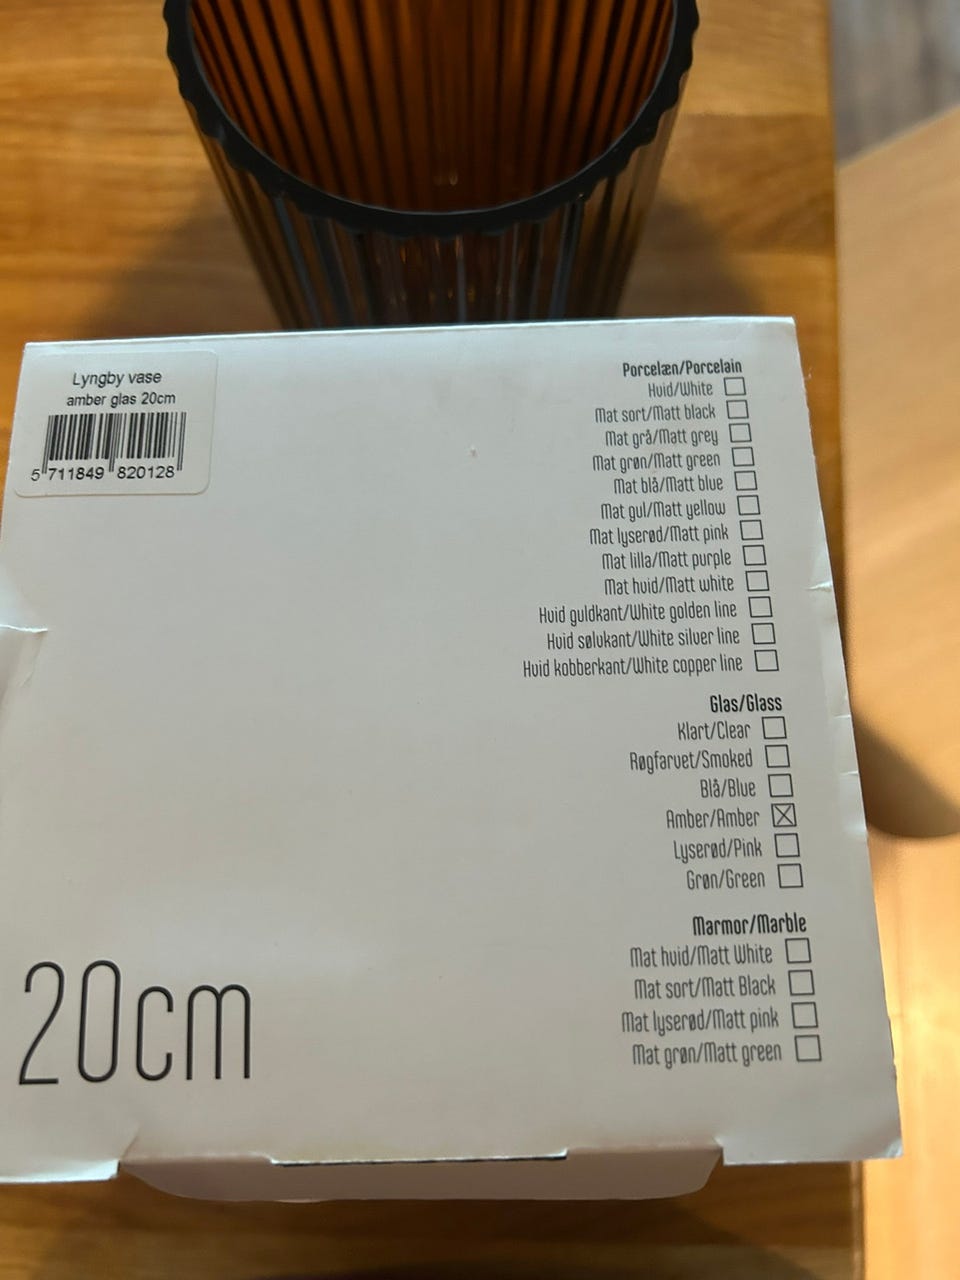 Lyngby vase
amber glas 20cm
5 711849 820128
Porcelæn/Porcelain
Hvid/White
Mat sort/Matt black
Mat grå/Matt grey
Mat grøn/Matt green
Mat blå/Matt blue
Mat gul/Matt yellow
Mat lyserød/Matt pink
Mat lilla/Matt purple
Mat hvid/Matt white
Hvid guldkant/White golden line
Hvid sølvkant/White silver line
Hvid kobberkant/White copper line
Glas/Glass
Klart/Clear
Røgfarvet/Smoked
Blå/Blue
Amber/Amber
Lyserød/Pink
Grøn/Green
Marmor/Marble
Mat hvid/Matt White
Mat sort/Matt Black
Mat lyserød/Matt pink
Mat grøn/Matt green
20cm